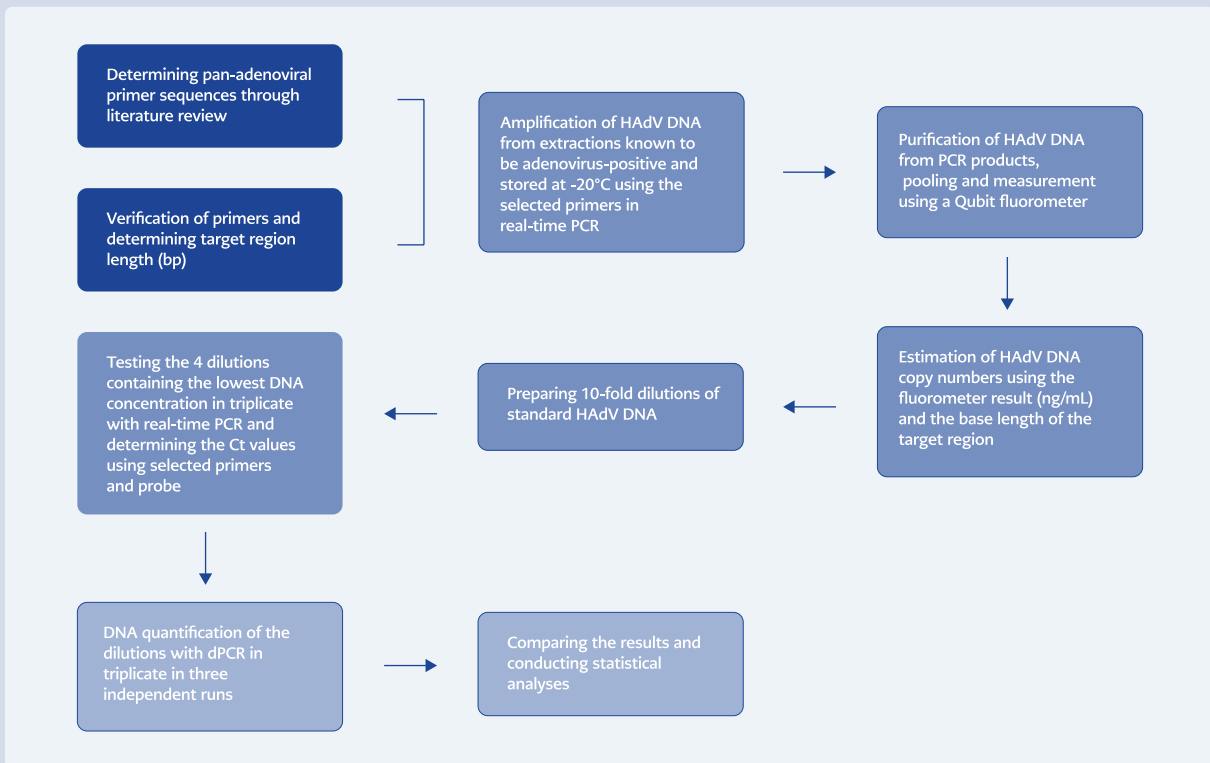 Determining pan-adenoviral
primer sequences through
literature review
Verification of primers and
determining target region
length (bp)
Amplification of HAdV DNA
from extractions known to
be adenovirus-positive and
stored at -20°C using the
selected primers in
real-time PCR
Purification of HAdV DNA
from PCR products,
pooling and measurement
using a Qubit fluorometer
Estimation of HAdV DNA
copy numbers using the
fluorometer result (ng/mL)
and the base length of the
target region
Preparing 10-fold dilutions of
standard HAdV DNA
Testing the 4 dilutions
containing the lowest DNA
concentration in triplicate
with real-time PCR and
determining the Ct values
using selected primers
and probe
DNA quantification of the
dilutions with dPCR in
triplicate in three
independent runs
Comparing the results and
conducting statistical
analyses